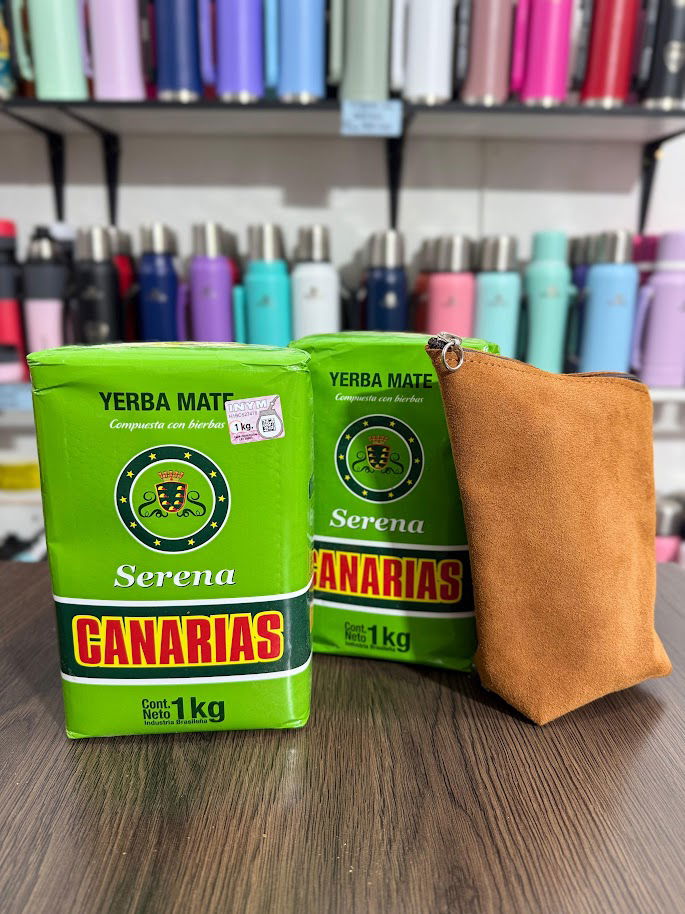 YERBA MATE
Compuesta con hierbas
INYM
1 kg.
Serena
CANARIAS
Cont.
Neto 1kg
Industria Brasileña
YERBA MATE
Compuesta con hierbas
Serena
CANARIAS
Cont.
Neto 1kg
Industria Brasileña